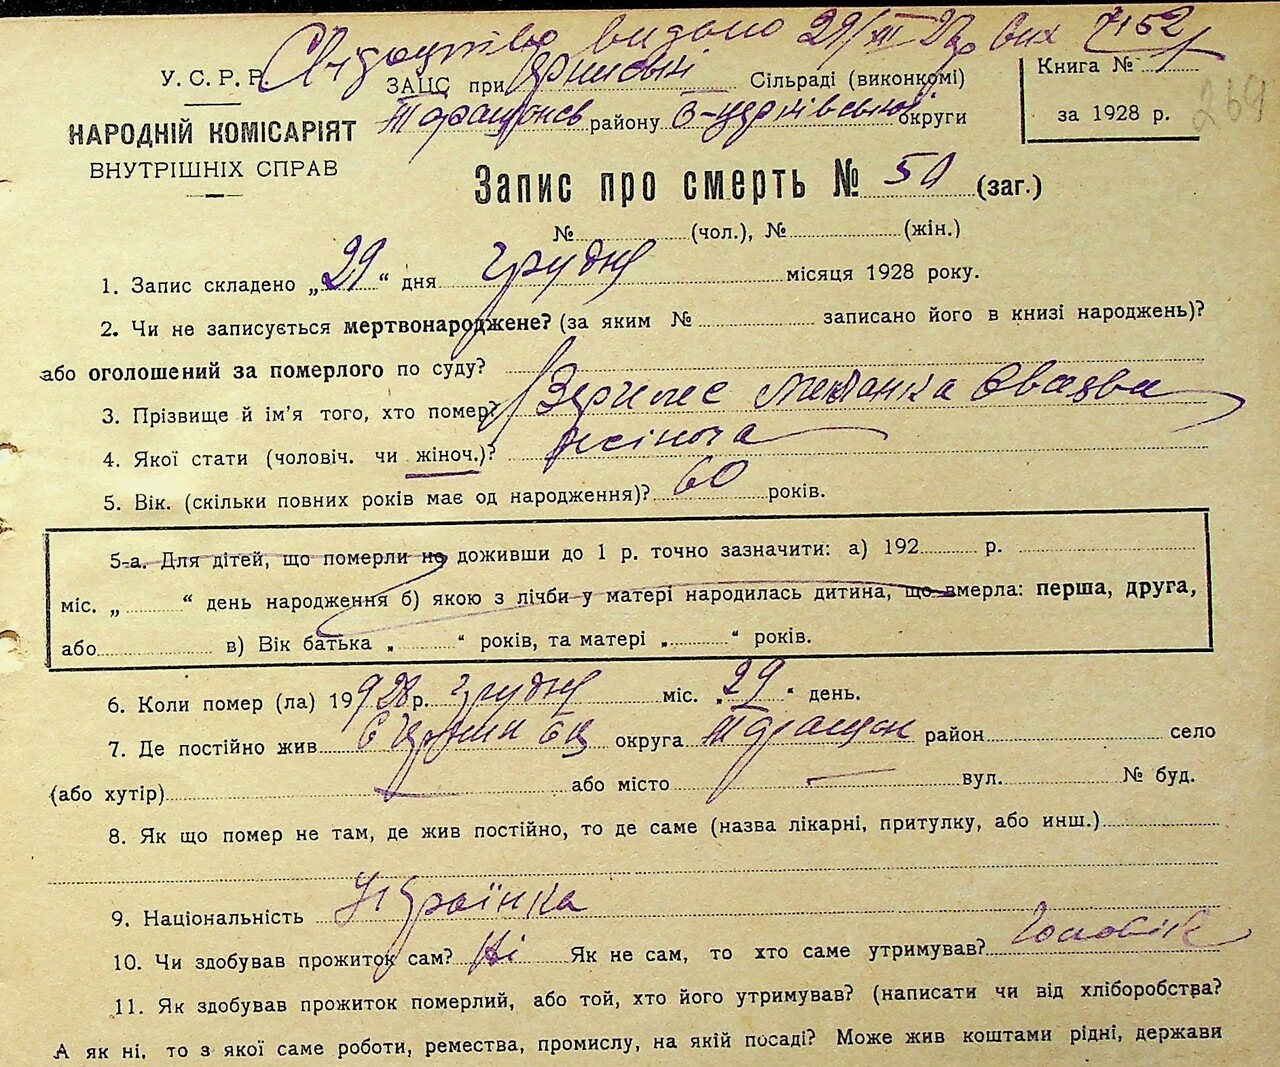 Свідоцтво видано 29/XII 28р вих 7152
У. С. Р. Р. ЗАЦС при Сільраді (виконкомі) Книга №
НАРОДНІЙ КОМІСАРІЯТ району Б-Церківської округи за 1928 р. 269
ВНУТРІШНІХ СПРАВ
Запис про смерть № 50 (заг.)
№ (чол.), № (жін.)
1. Запис складено „29“ дня грудня місяця 1928 року.
2. Чи не записується мертвонароджене? (за яким № записано його в книзі народжень)?
або оголошений за померлого по суду?
3. Прізвище й ім'я того, хто помер?
4. Якої стати (чоловіч. чи жіноч.)? жіноча
5. Вік. (скільки повних років має од народження)? 60 років.
5-а. Для дітей, що померли не доживши до 1 р. точно зазначити: а) 192 р.
міс. „ “ день народження б) якою з лічби у матері народилась дитина, що вмерла: перша, друга,
або в) Вік батька „ “ років, та матері „ “ років.
6. Коли помер (ла) 1928 р. грудня міс. „29“ день.
7. Де постійно жив округа район село
(або хутір) або місто вул. № буд.
8. Як що помер не там, де жив постійно, то де саме (назва лікарні, притулку, або инш.)
9. Національність Українка
10. Чи здобував прожиток сам? Ні Як не сам, то хто саме утримував? Чоловік
11. Як здобував прожиток померлий, або той, хто його утримував? (написати чи від хліборобства?
А як ні, то з якої саме роботи, ремества, промислу, на якій посаді? Може жив коштами рідні, держави